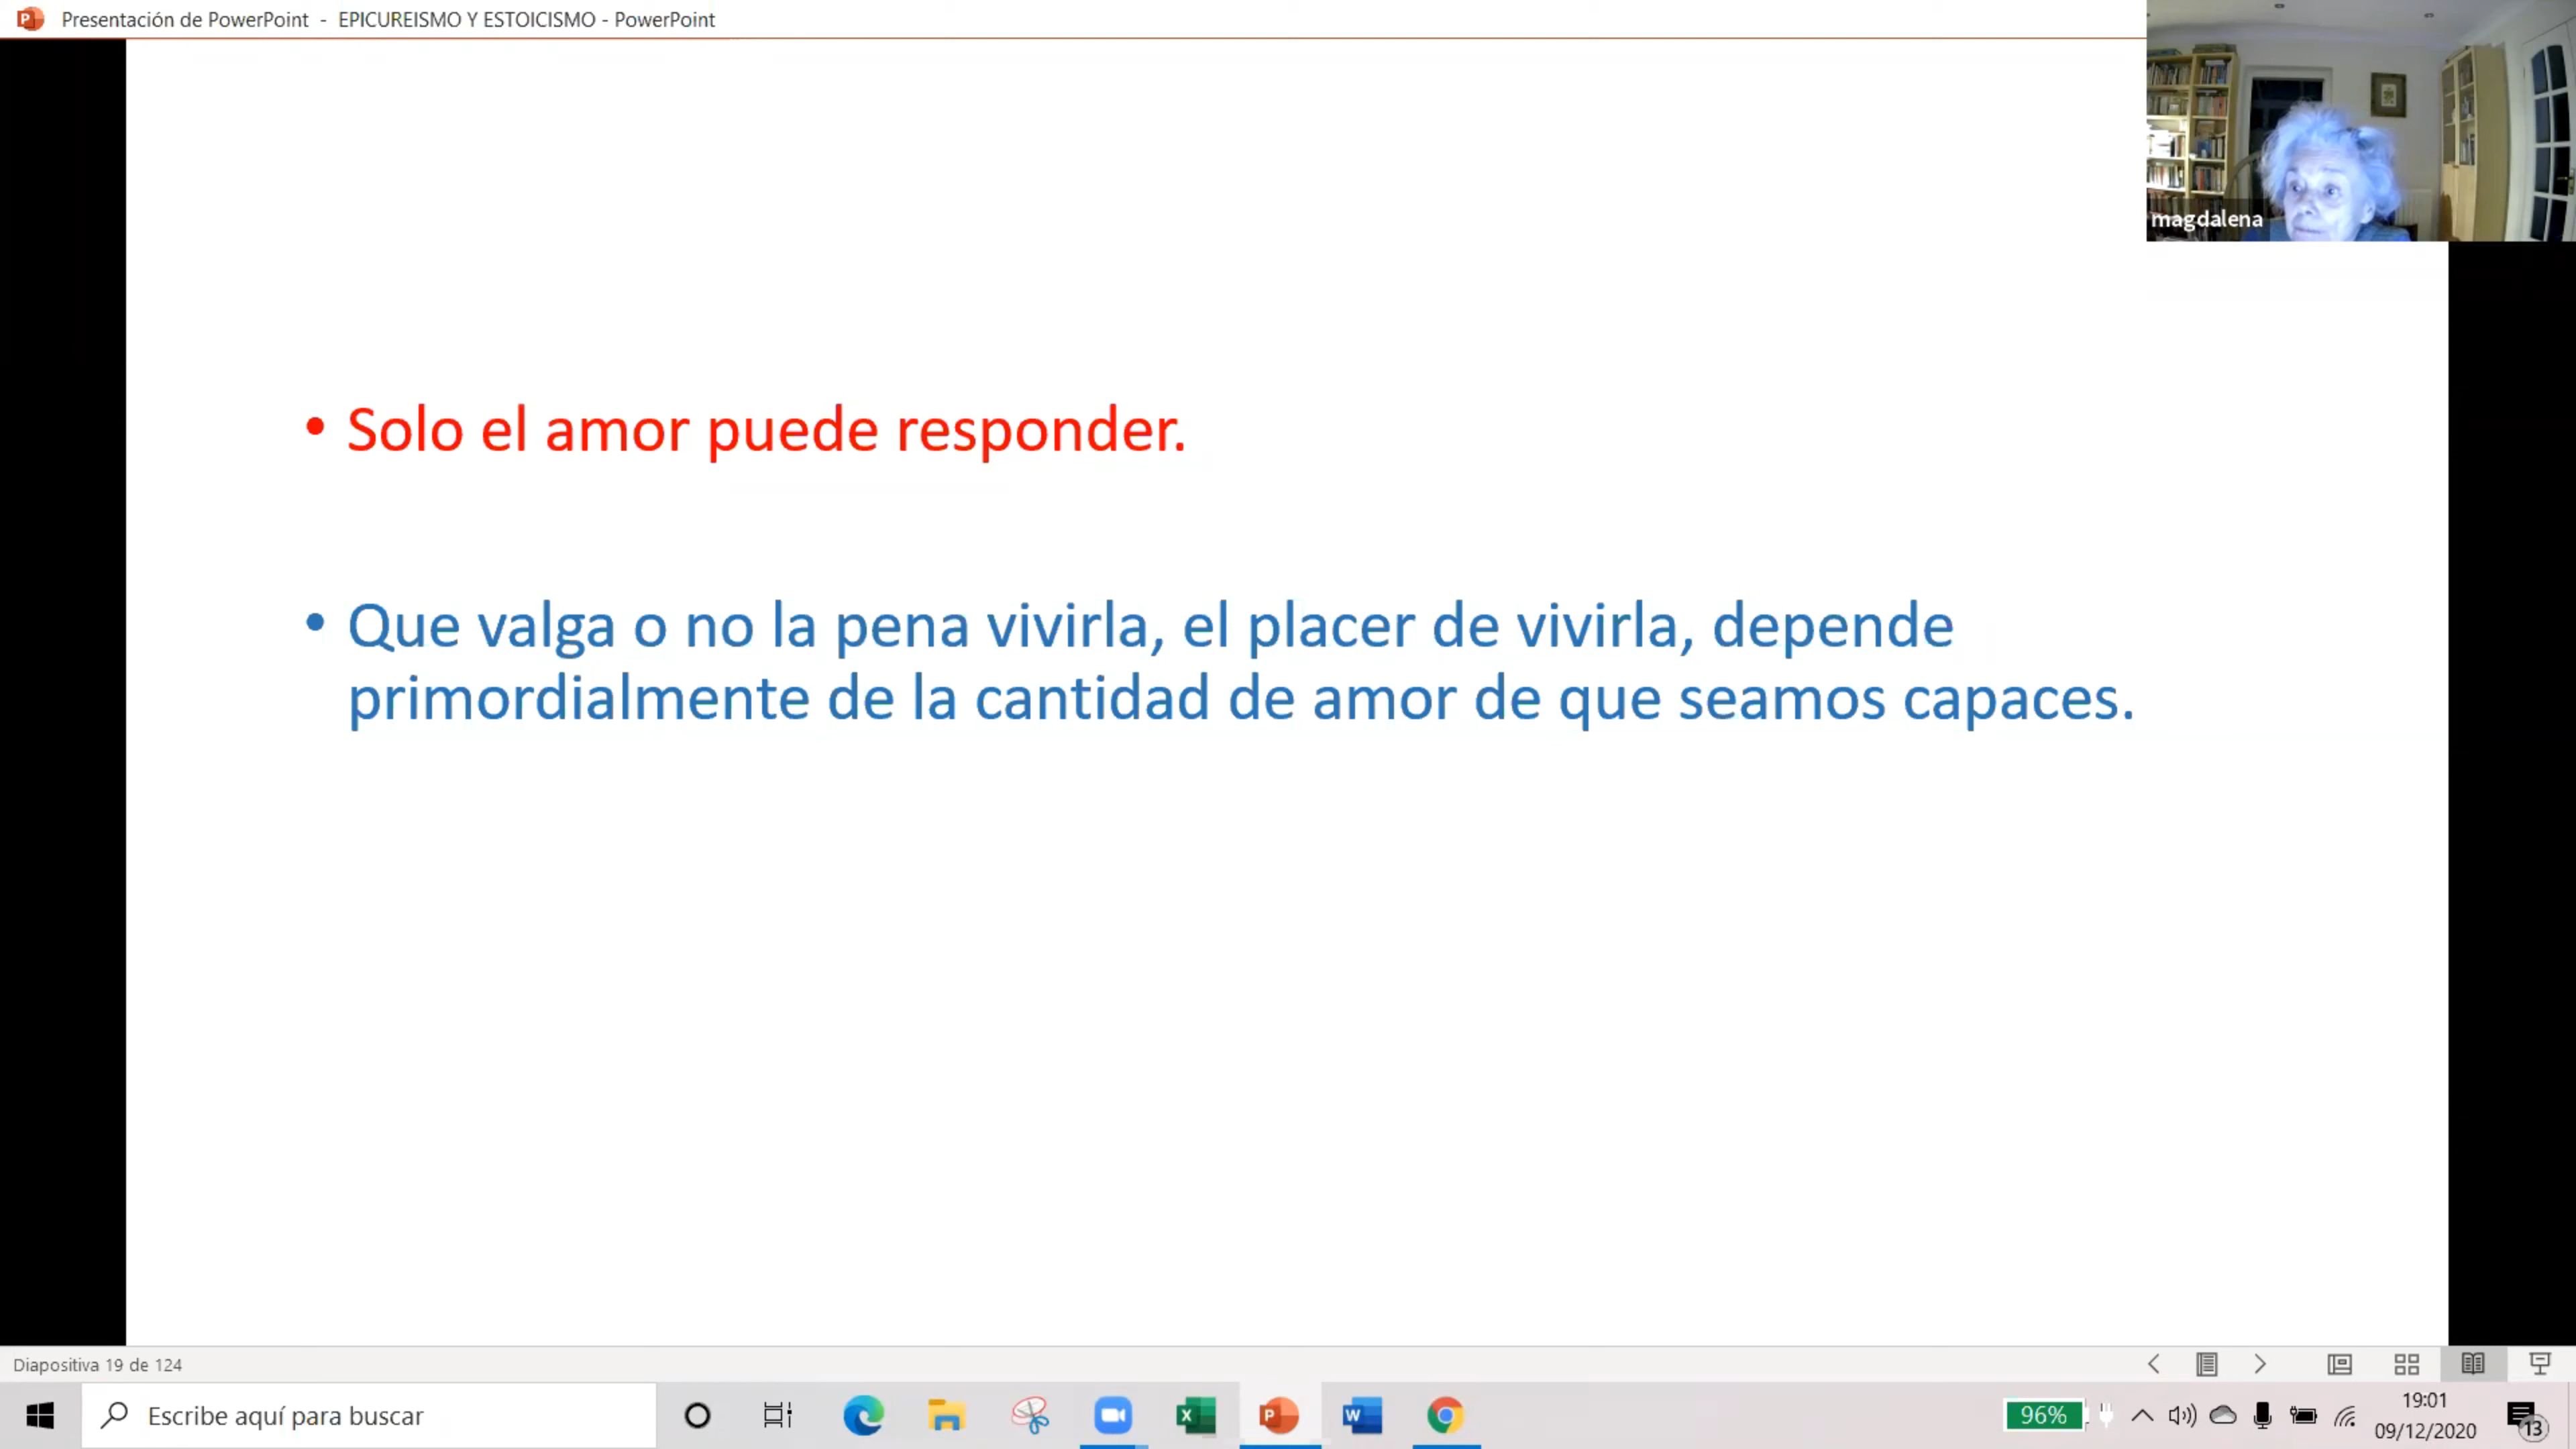 Presentación de PowerPoint - EPICUREISMO Y ESTOICISMO - PowerPoint
magdalena
• Solo el amor puede responder.
• Que valga o no la pena vivirla, el placer de vivirla, depende
primordialmente de la cantidad de amor de que seamos capaces.
Diapositiva 19 de 124
Escribe aquí para buscar
96%
19:01
09/12/2020
13